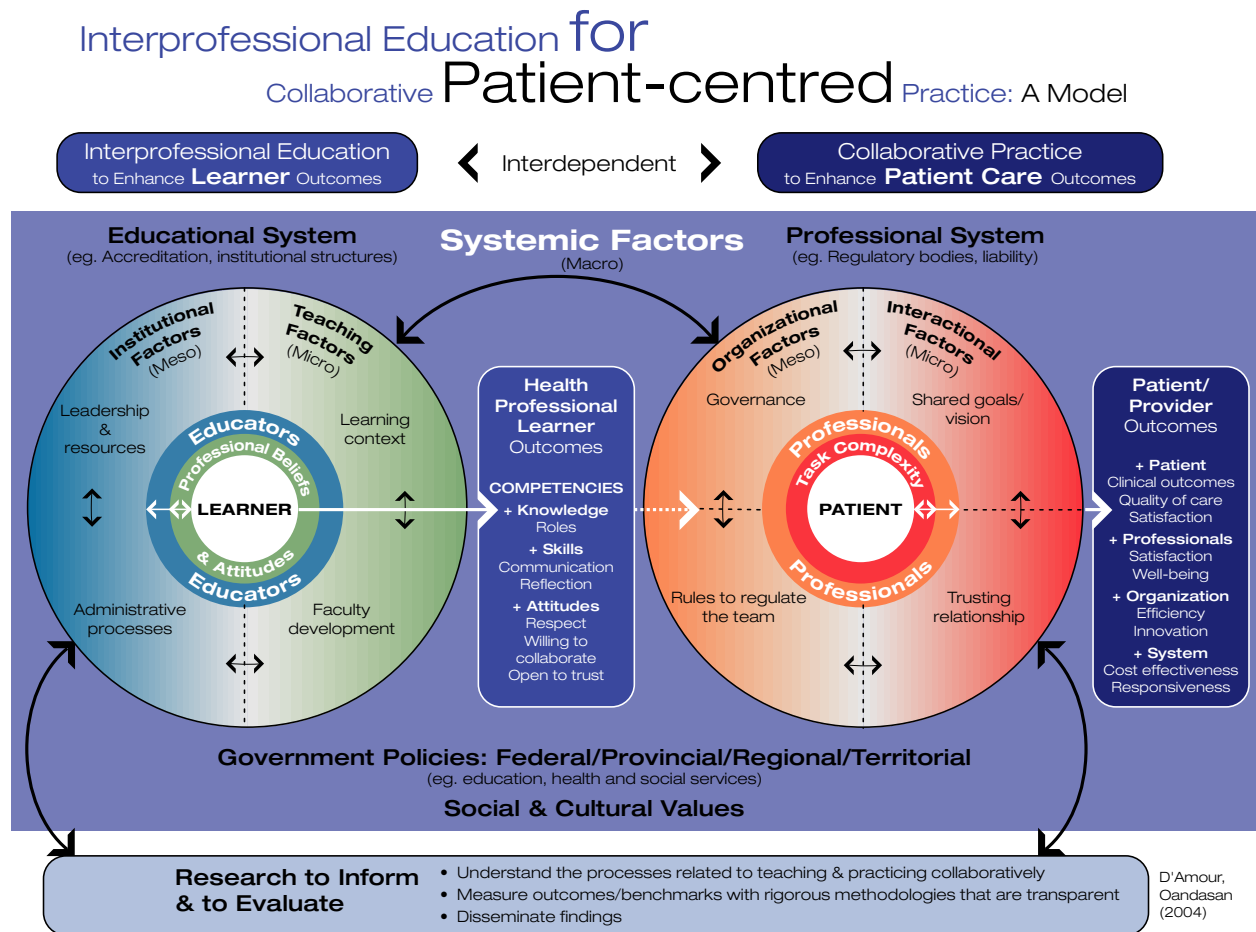 Interprofessional Education for
Collaborative Patient-centred Practice: A Model
Interprofessional Education
to Enhance Learner Outcomes
Interdependent
Collaborative Practice
to Enhance Patient Care Outcomes
Educational System
(eg. Accreditation, institutional structures)
Systemic Factors
(Macro)
Professional System
(eg. Regulatory bodies, liability)
Institutional
Factors
(Meso)
Teaching
Factors
(Micro)
Leadership
&
resources
Learning
context
Educators
Professional Beliefs
LEARNER
& Attitudes
Educators
Administrative
processes
Faculty
development
Health
Professional
Learner
Outcomes
COMPETENCIES
+ Knowledge
Roles
+ Skills
Communication
Reflection
+ Attitudes
Respect
Willing to
collaborate
Open to trust
Organizational
Factors
(Meso)
Interactional
Factors
(Micro)
Governance
Shared goals/
vision
Professionals
Task Complexity
PATIENT
Professionals
Rules to regulate
the team
Trusting
relationship
Patient/
Provider
Outcomes
+ Patient
Clinical outcomes
Quality of care
Satisfaction
+ Professionals
Satisfaction
Well-being
+ Organization
Efficiency
Innovation
+ System
Cost effectiveness
Responsiveness
Government Policies: Federal/Provincial/Regional/Territorial
(eg. education, health and social services)
Social & Cultural Values
Research to Inform
& to Evaluate
• Understand the processes related to teaching & practicing collaboratively
• Measure outcomes/benchmarks with rigorous methodologies that are transparent
• Disseminate findings
D'Amour,
Oandasan
(2004)